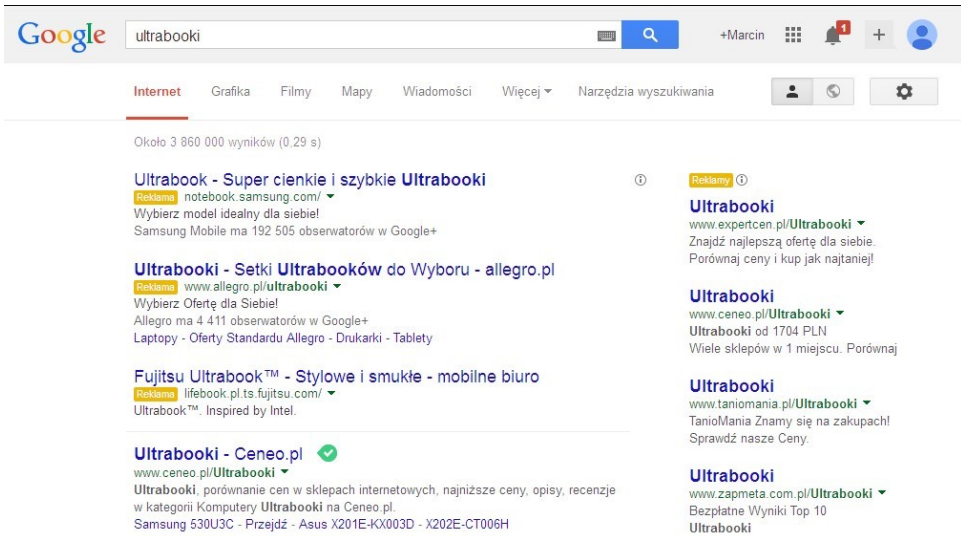 Google
ultrabooki
+Marcin
1
+
Internet Grafika Filmy Mapy Wiadomości Więcej Narzędzia wyszukiwania
Około 3 860 000 wyników (0,29 s)
Ultrabook - Super cienkie i szybkie Ultrabooki
Reklama notebook.samsung.com/
Wybierz model idealny dla siebie!
Samsung Mobile ma 192 505 obserwatorów w Google+
Ultrabooki - Setki Ultrabooków do Wyboru - allegro.pl
Reklama www.allegro.pl/ultrabooki
Wybierz Ofertę dla Siebie!
Allegro ma 4 411 obserwatorów w Google+
Laptopy - Oferty Standardu Allegro - Drukarki - Tablety
Fujitsu Ultrabook™ - Stylowe i smukłe - mobilne biuro
Reklama lifebook.pl.ts.fujitsu.com/
Ultrabook™. Inspired by Intel.
Ultrabooki - Ceneo.pl
www.ceneo.pl/Ultrabooki
Ultrabooki, porównanie cen w sklepach internetowych, najniższe ceny, opisy, recenzje
w kategorii Komputery Ultrabooki na Ceneo.pl.
Samsung 530U3C - Przejdź - Asus X201E-KX003D - X202E-CT006H
Reklamy
Ultrabooki
www.expertcen.pl/Ultrabooki
Znajdź najlepszą ofertę dla siebie.
Porównaj ceny i kup jak najtaniej!
Ultrabooki
www.ceneo.pl/Ultrabooki
Ultrabooki od 1704 PLN
Wiele sklepów w 1 miejscu. Porównaj
Ultrabooki
www.taniomania.pl/Ultrabooki
TanioMania Znamy się na zakupach!
Sprawdź nasze Ceny.
Ultrabooki
www.zapmeta.com.pl/Ultrabooki
Bezpłatne Wyniki Top 10
Ultrabooki